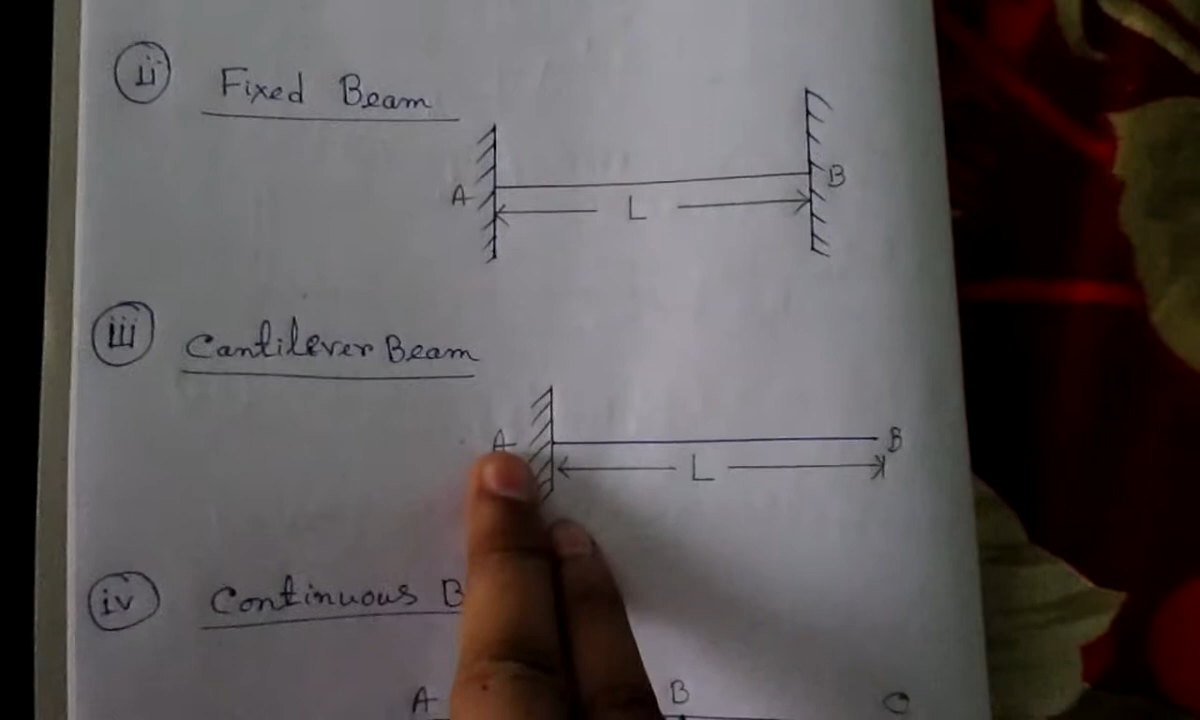 ii Fixed Beam
A B
L
iii Cantilever Beam
A B
L
iv Continuous B
A B C